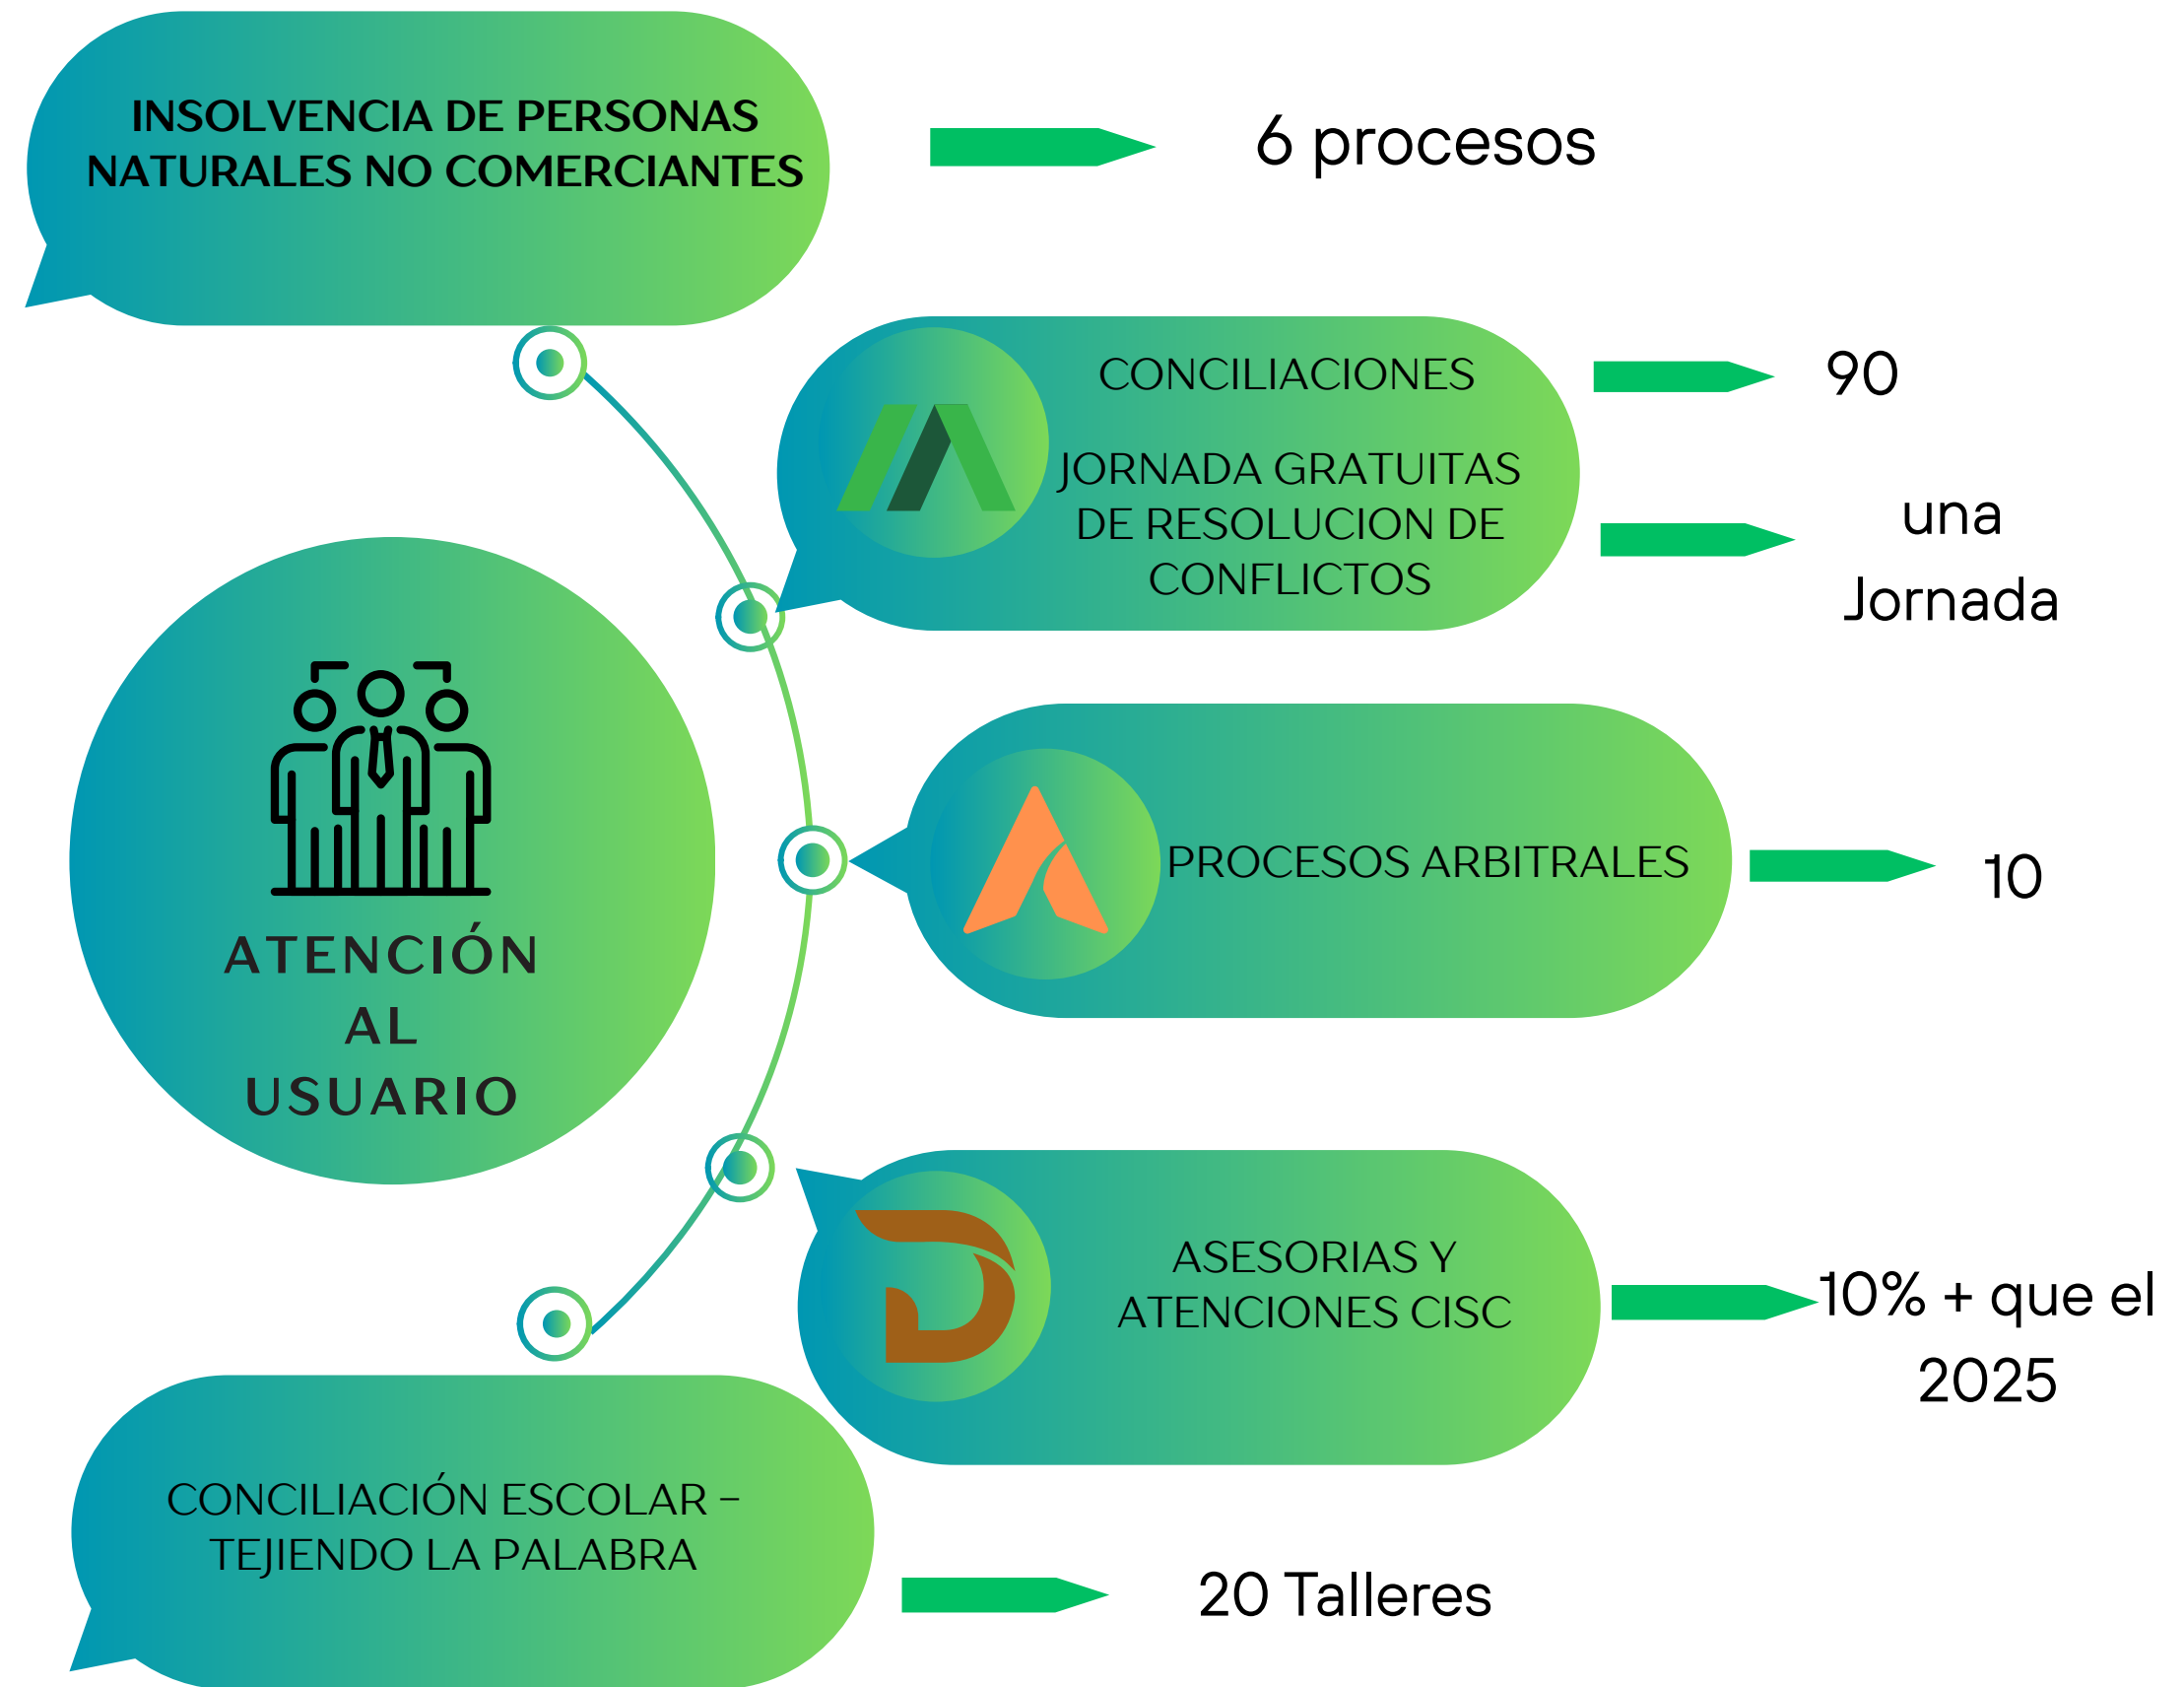 INSOLVENCIA DE PERSONAS
NATURALES NO COMERCIANTES
6 procesos
CONCILIACIONES
90
JORNADA GRATUITAS
DE RESOLUCION DE
CONFLICTOS
una
Jornada
ATENCIÓN
AL
USUARIO
PROCESOS ARBITRALES
10
ASESORIAS Y
ATENCIONES CISC
10% + que el
2025
CONCILIACIÓN ESCOLAR –
TEJIENDO LA PALABRA
20 Talleres